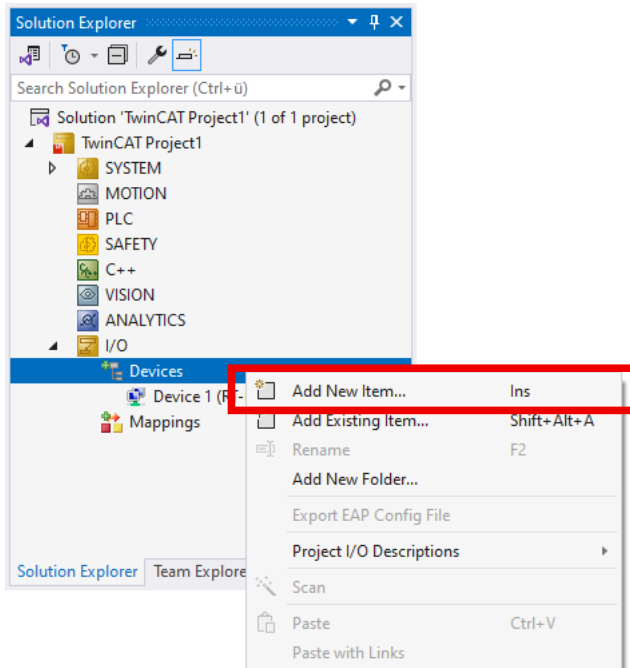 Solution Explorer
Search Solution Explorer (Ctrl+ü)
Solution 'TwinCAT Project1' (1 of 1 project)
TwinCAT Project1
SYSTEM
MOTION
PLC
SAFETY
C++
VISION
ANALYTICS
I/O
Devices
Device 1 (RT-
Mappings
Solution Explorer Team Explore
Add New Item... Ins
Add Existing Item... Shift+Alt+A
Rename F2
Add New Folder...
Export EAP Config File
Project I/O Descriptions
Scan
Paste Ctrl+V
Paste with Links